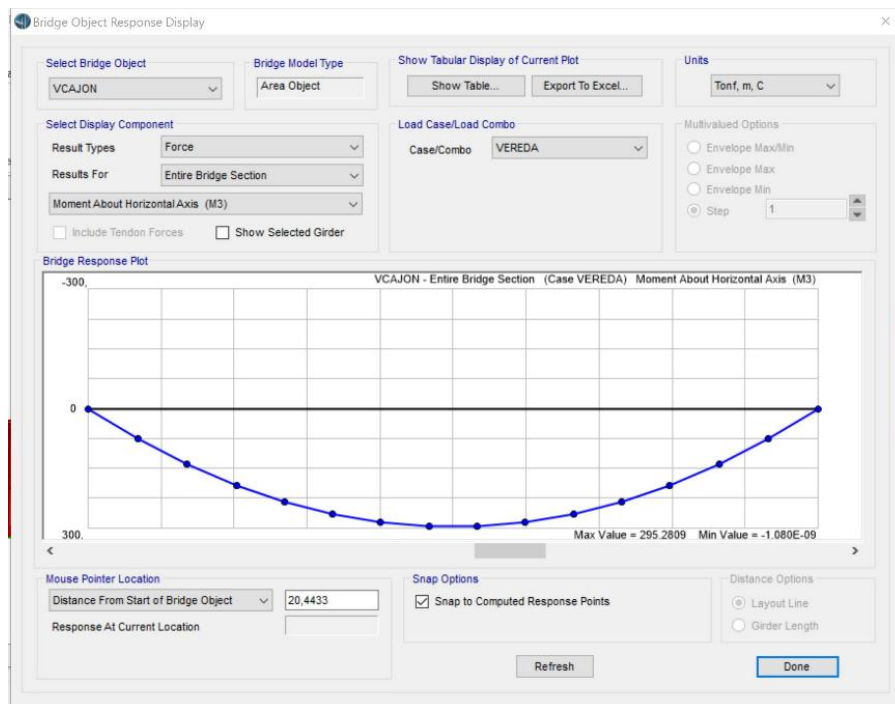 Bridge Object Response Display
Select Bridge Object
VCAJON
Bridge Model Type
Area Object
Show Tabular Display of Current Plot
Show Table...
Export To Excel...
Units
Tonf, m, C
Select Display Component
Result Types
Force
Results For
Entire Bridge Section
Moment About Horizontal Axis (M3)
Include Tendon Forces
Show Selected Girder
Load Case/Load Combo
Case/Combo
VEREDA
Multivalued Options
Envelope Max/Min
Envelope Max
Envelope Min
Step
1
Bridge Response Plot
-300.
VCAJON - Entire Bridge Section (Case VEREDA) Moment About Horizontal Axis (M3)
0
300.
Max Value = 295.2809 Min Value = -1.080E-09
Mouse Pointer Location
Distance From Start of Bridge Object
20,4433
Response At Current Location
Snap Options
Snap to Computed Response Points
Distance Options
Layout Line
Girder Length
Refresh
Done